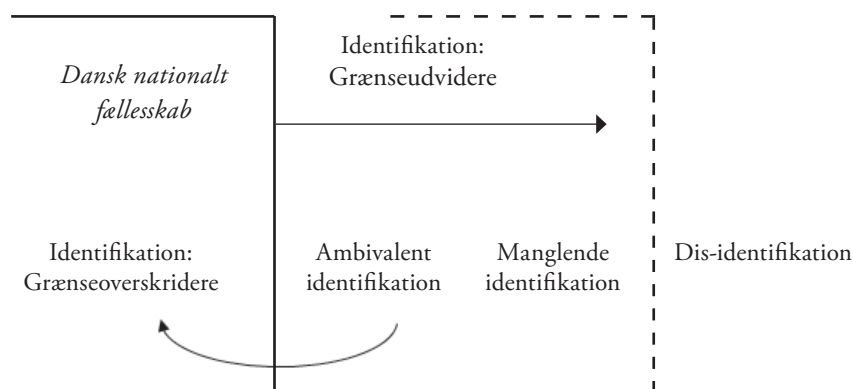 Dansk nationalt
fællesskab
Identifikation:
Grænseudvidere
Identifikation:
Grænseoverskridere
Ambivalent
identifikation
Manglende
identifikation
Dis-identifikation